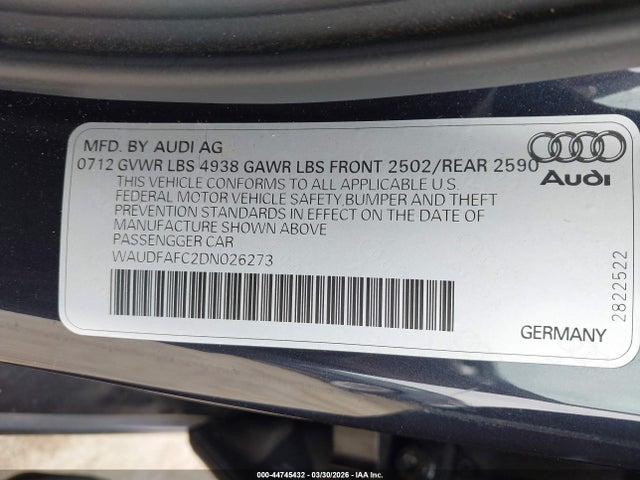 MFD. BY AUDI AG
0712 GVWR LBS 4938 GAWR LBS FRONT 2502/REAR 2590
THIS VEHICLE CONFORMS TO ALL APPLICABLE U.S.
FEDERAL MOTOR VEHICLE SAFETY,BUMPER AND THEFT
PREVENTION STANDARDS IN EFFECT ON THE DATE OF
MANUFACTURE SHOWN ABOVE
PASSENGGER CAR
WAUDFAFC2DN026273
Audi
2822522
GERMANY
000-44745432 | 03/30/2026 - IAA Inc.